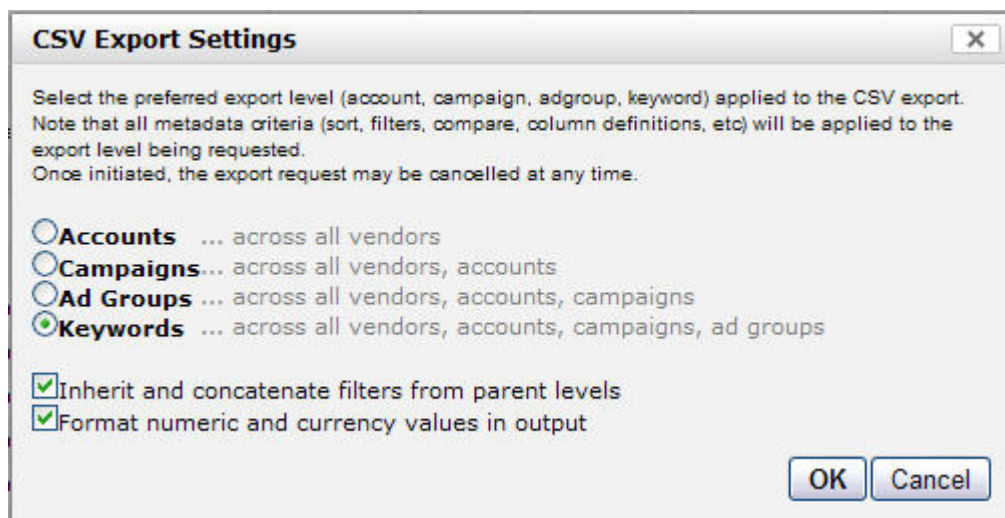 CSV Export Settings
Select the preferred export level (account, campaign, adgroup, keyword) applied to the CSV export.
Note that all metadata criteria (sort, filters, compare, column definitions, etc) will be applied to the
export level being requested.
Once initiated, the export request may be cancelled at any time.
Accounts ... across all vendors
Campaigns... across all vendors, accounts
Ad Groups ... across all vendors, accounts, campaigns
Keywords ... across all vendors, accounts, campaigns, ad groups
Inherit and concatenate filters from parent levels
Format numeric and currency values in output
OK Cancel